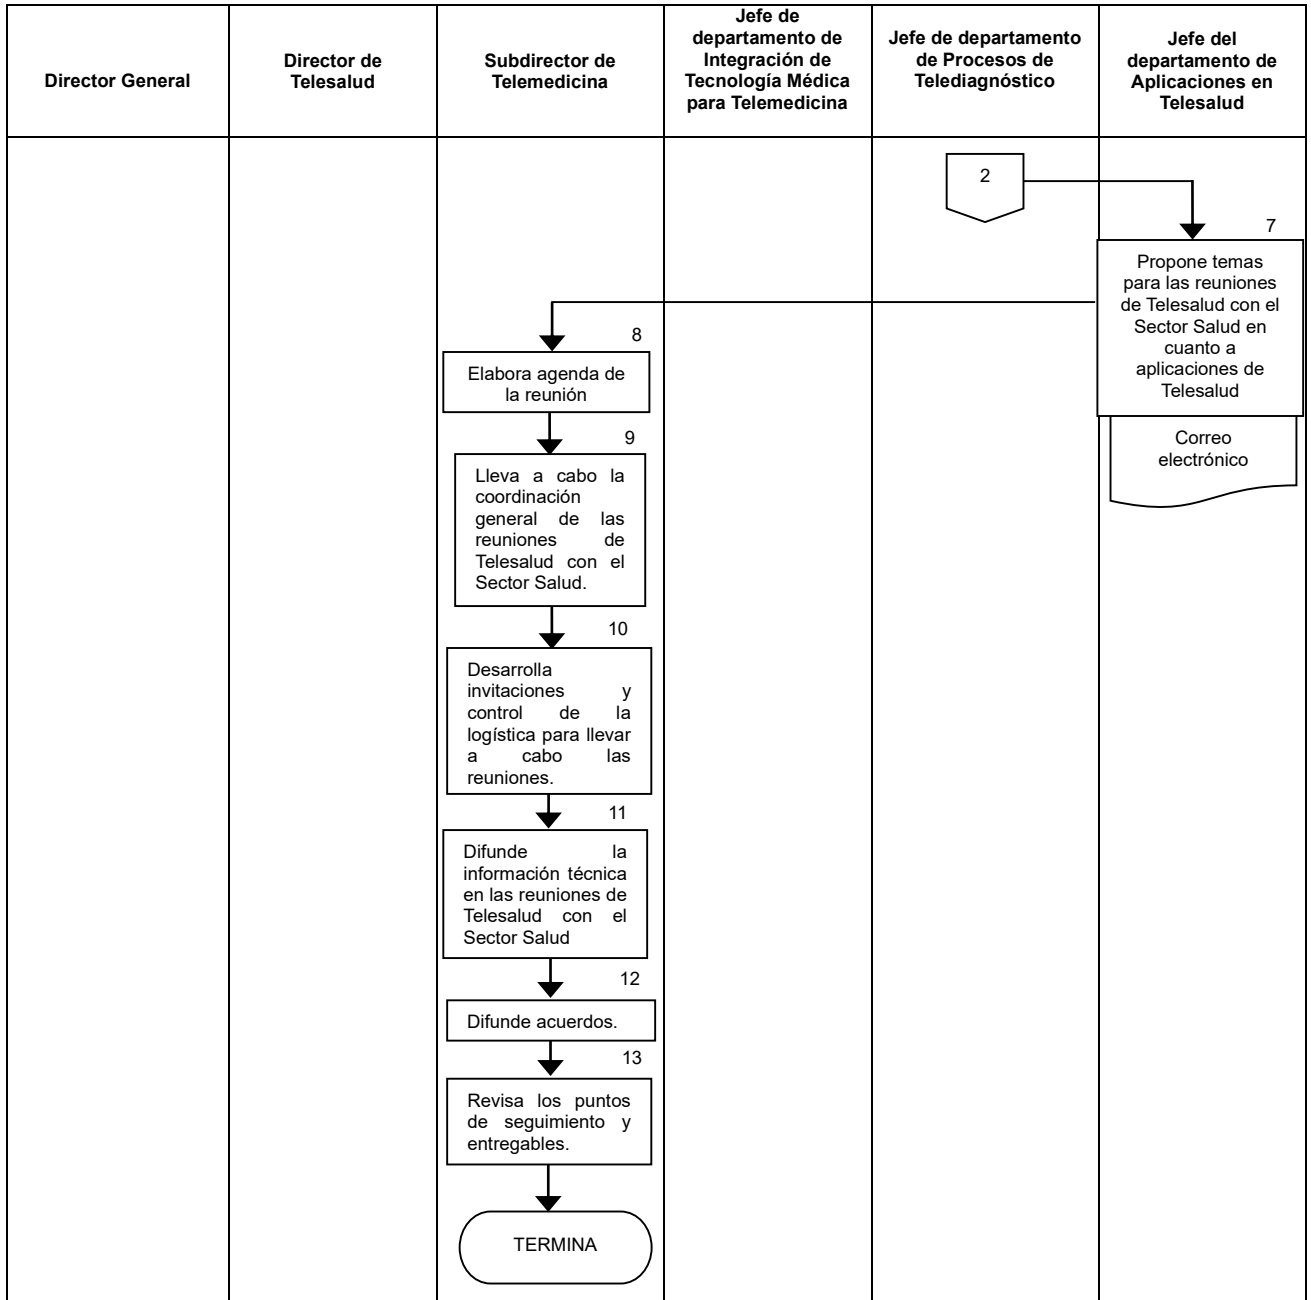 Director General
Director de
Telesalud
Subdirector de
Telemedicina
Jefe de
departamento de
Integración de
Tecnología Médica
para Telemedicina
Jefe de departamento
de Procesos de
Telediagnóstico
Jefe del
departamento de
Aplicaciones en
Telesalud
2
7
Propone temas
para las reuniones
de Telesalud con el
Sector Salud en
cuanto a
aplicaciones de
Telesalud
Correo
electrónico
8
Elabora agenda de
la reunión
9
Lleva a cabo la
coordinación
general de las
reuniones de
Telesalud con el
Sector Salud.
10
Desarrolla
invitaciones y
control de la
logística para llevar
a cabo las
reuniones.
11
Difunde la
información técnica
en las reuniones de
Telesalud con el
Sector Salud
12
Difunde acuerdos.
13
Revisa los puntos
de seguimiento y
entregables.
TERMINA